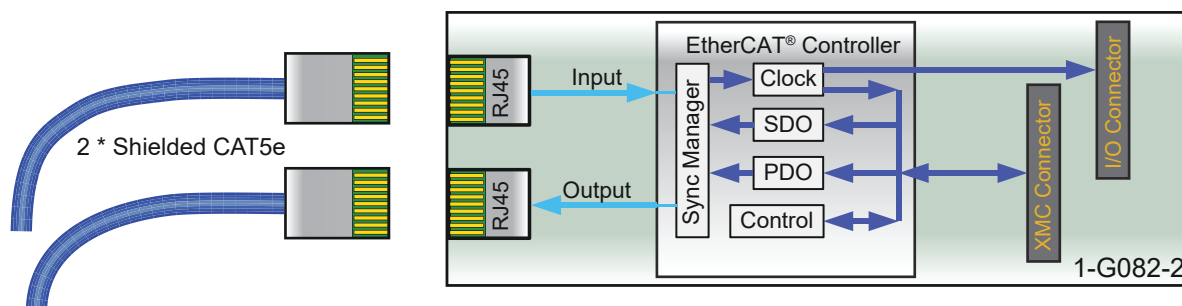 2 * Shielded CAT5e
RJ45
RJ45
Input
Output
EtherCAT® Controller
Sync Manager
Clock
SDO
PDO
Control
XMC Connector
I/O Connector
1-G082-2